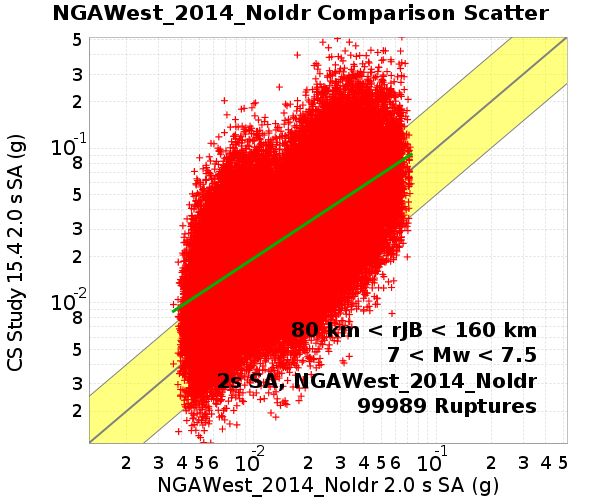 NGAWest_2014_NoIdr Comparison Scatter
CS Study 15.4 2.0 s SA (g)
5
3
2
10^-1
8
5
3
2
10^-2
8
5
3
2
80 km < rJB < 160 km
7 < Mw < 7.5
2s SA, NGAWest_2014_NoIdr
99989 Ruptures
2 3 4 5 6 10^-2 2 3 4 5 6 10^-1 2 3 4 5
NGAWest_2014_NoIdr 2.0 s SA (g)